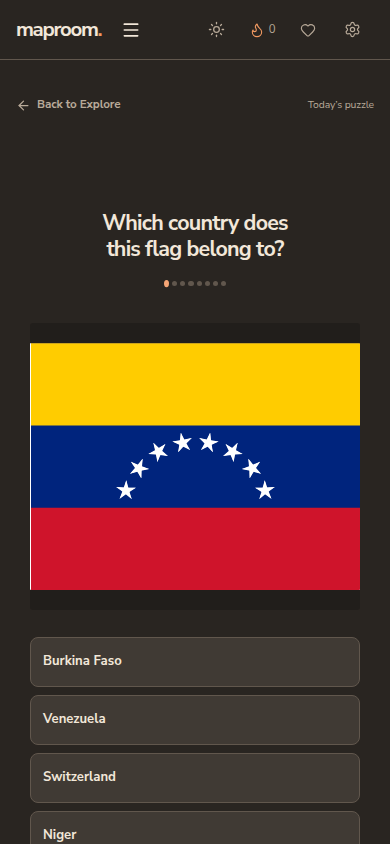 maproom.
0
Back to Explore
Today's puzzle
Which country does
this flag belong to?
Burkina Faso
Venezuela
Switzerland
Niger